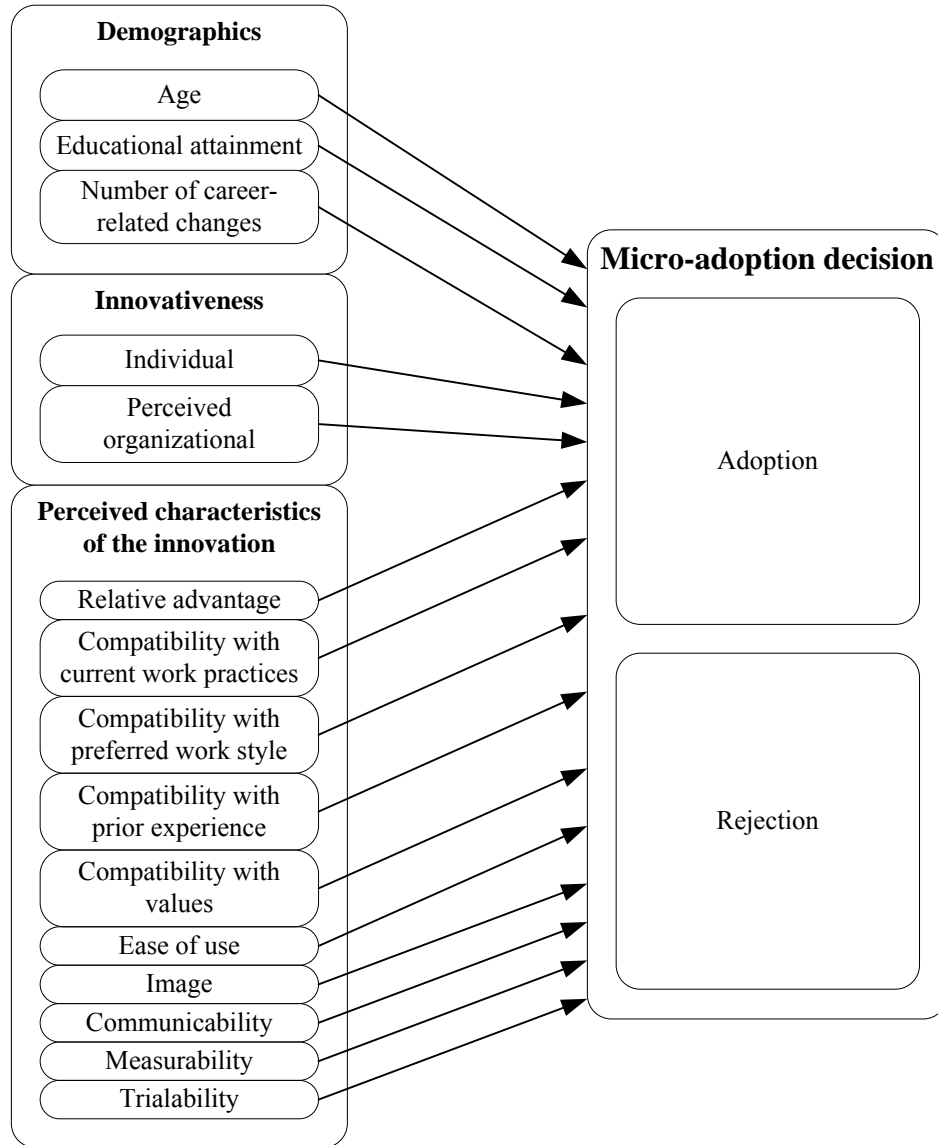 Demographics
Age
Educational attainment
Number of career-
related changes
Innovativeness
Individual
Perceived
organizational
Perceived characteristics
of the innovation
Relative advantage
Compatibility with
current work practices
Compatibility with
preferred work style
Compatibility with
prior experience
Compatibility with
values
Ease of use
Image
Communicability
Measurability
Trialability
Micro-adoption decision
Adoption
Rejection